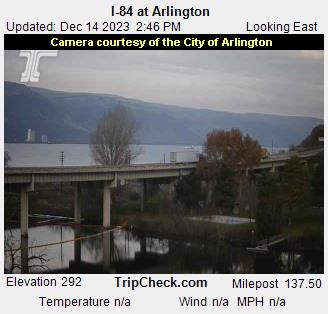 I-84 at Arlington
Updated: Dec 14 2023 2:46 PM Looking East
Camera courtesy of the City of Arlington
Elevation 292 TripCheck.com Milepost 137.50
Temperature n/a Wind n/a MPH n/a